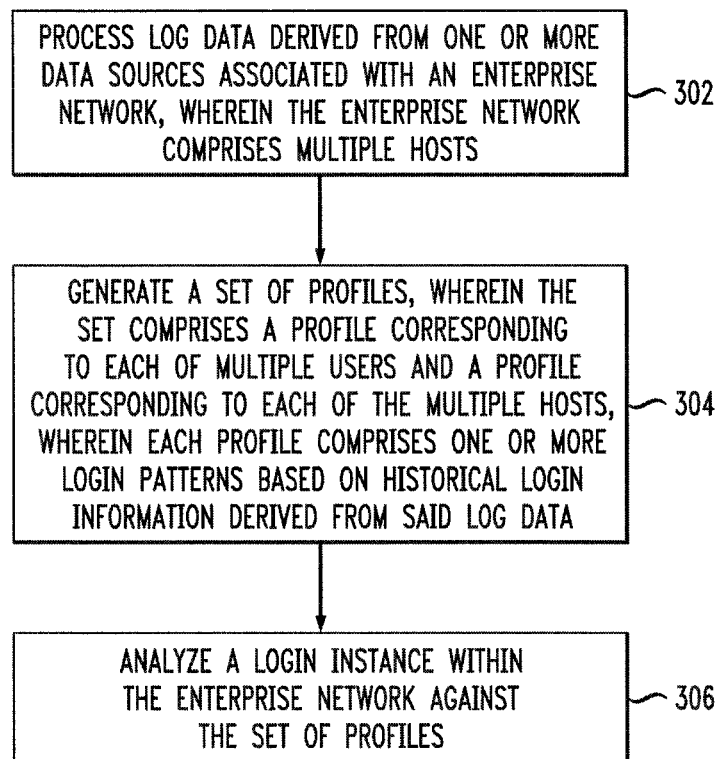 PROCESS LOG DATA DERIVED FROM ONE OR MORE
DATA SOURCES ASSOCIATED WITH AN ENTERPRISE
NETWORK, WHEREIN THE ENTERPRISE NETWORK
COMPRISES MULTIPLE HOSTS
302
GENERATE A SET OF PROFILES, WHEREIN THE
SET COMPRISES A PROFILE CORRESPONDING
TO EACH OF MULTIPLE USERS AND A PROFILE
CORRESPONDING TO EACH OF THE MULTIPLE HOSTS,
WHEREIN EACH PROFILE COMPRISES ONE OR MORE
LOGIN PATTERNS BASED ON HISTORICAL LOGIN
INFORMATION DERIVED FROM SAID LOG DATA
304
ANALYZE A LOGIN INSTANCE WITHIN
THE ENTERPRISE NETWORK AGAINST
THE SET OF PROFILES
306